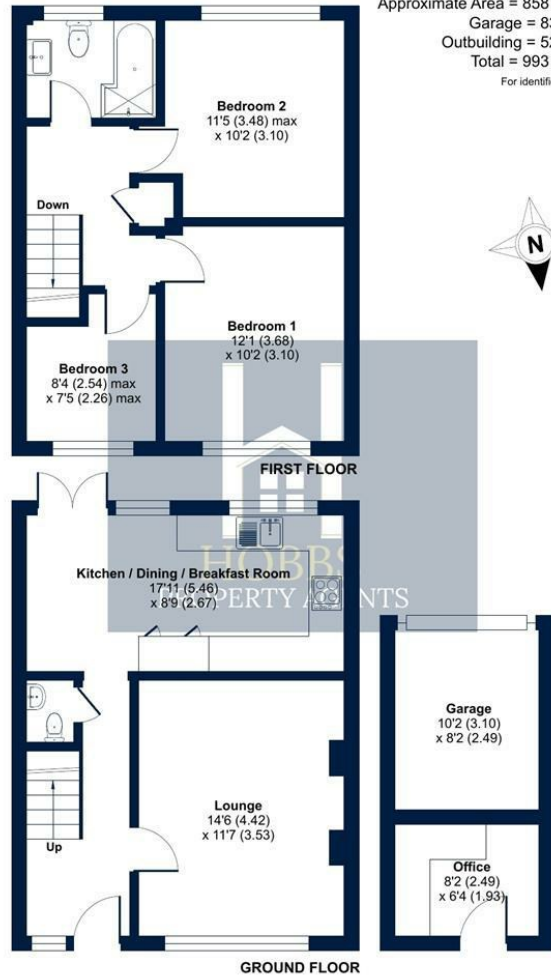 Approximate Area = 858
Garage = 83
Outbuilding = 52
Total = 993
For identifi
Bedroom 2
11'5 (3.48) max
x 10'2 (3.10)
Down
N
Bedroom 1
12'1 (3.68)
x 10'2 (3.10)
Bedroom 3
8'4 (2.54) max
x 7'5 (2.26) max
FIRST FLOOR
Kitchen / Dining / Breakfast Room
17'11 (5.46)
x 8'9 (2.67)
HOBBS
PROPERTY AGENTS
Garage
10'2 (3.10)
x 8'2 (2.49)
Lounge
14'6 (4.42)
x 11'7 (3.53)
Up
Office
8'2 (2.49)
x 6'4 (1.93)
GROUND FLOOR